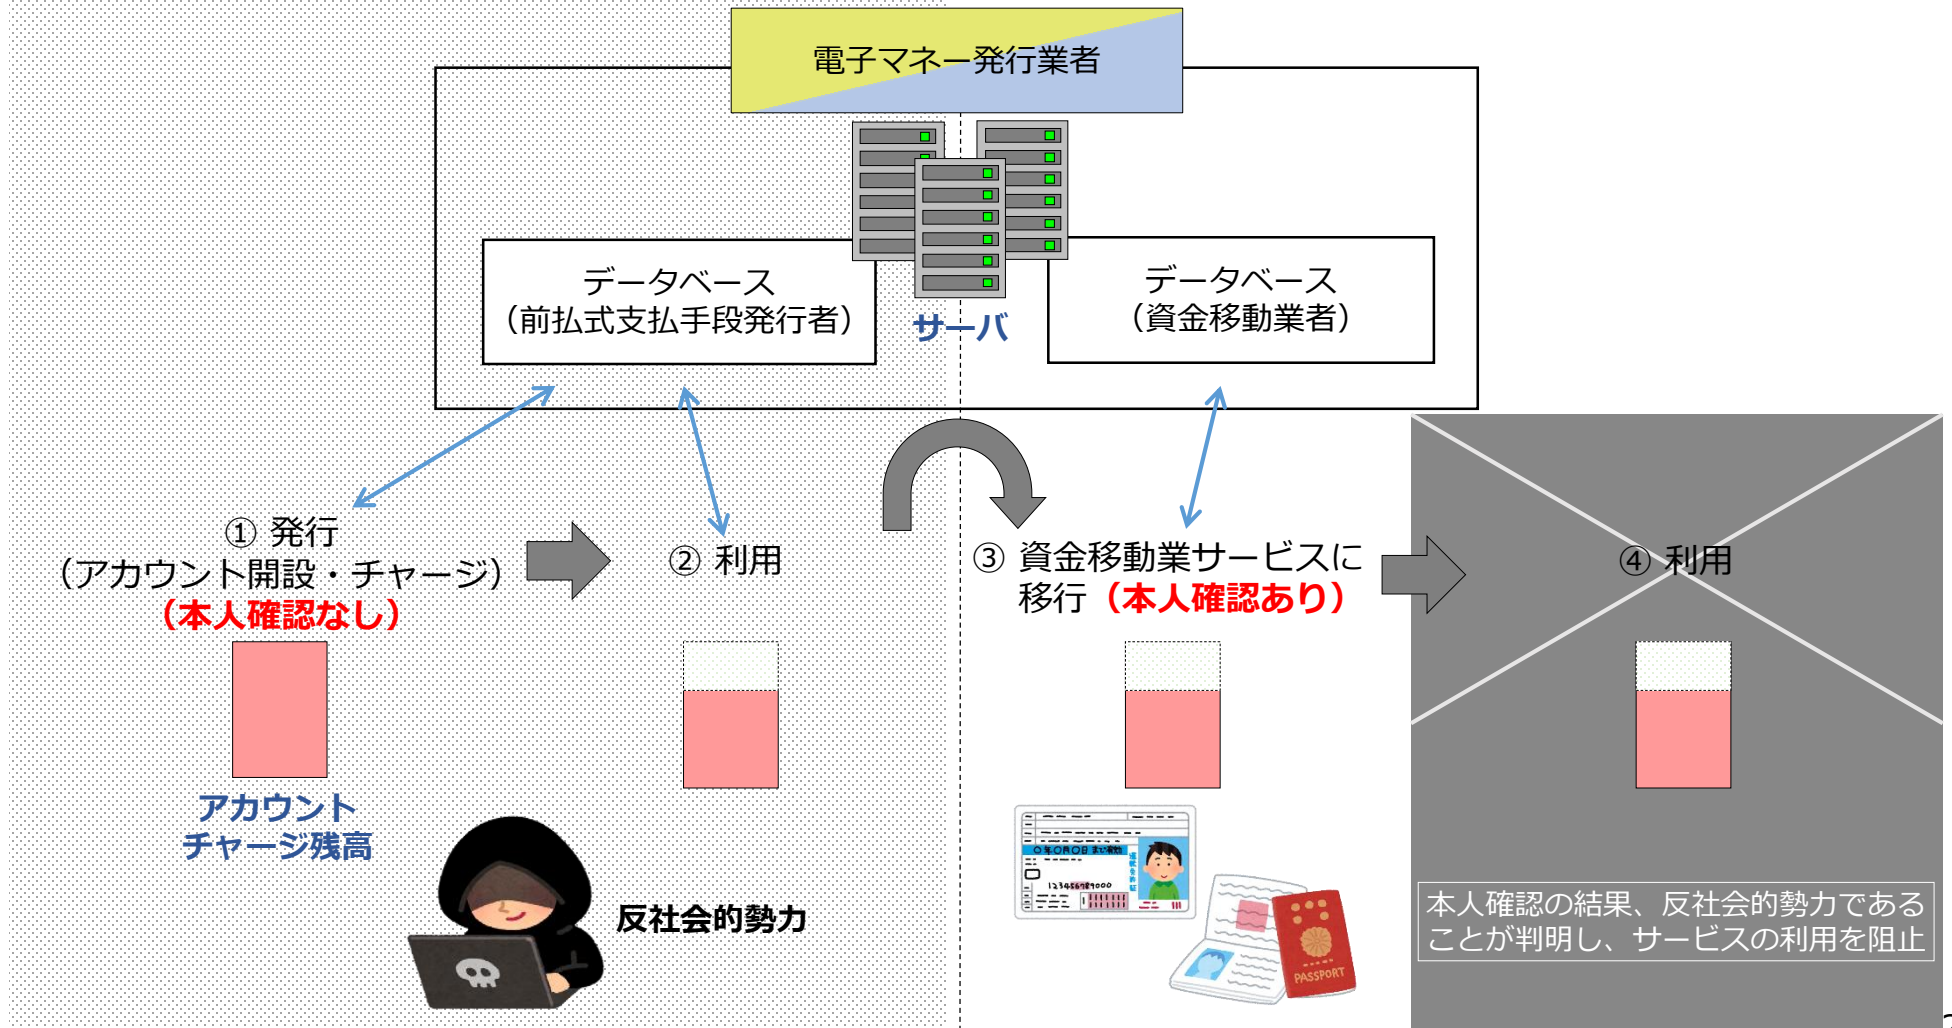 電子マネー発行業者
データベース
（前払式支払手段発行者）
サーバ
データベース
（資金移動業者）
① 発行
（アカウント開設・チャージ）
（本人確認なし）
② 利用
③ 資金移動業サービスに
移行（本人確認あり）
④ 利用
アカウント
チャージ残高
反社会的勢力
123456789000
PASSPORT
本人確認の結果、反社会的勢力である
ことが判明し、サービスの利用を阻止